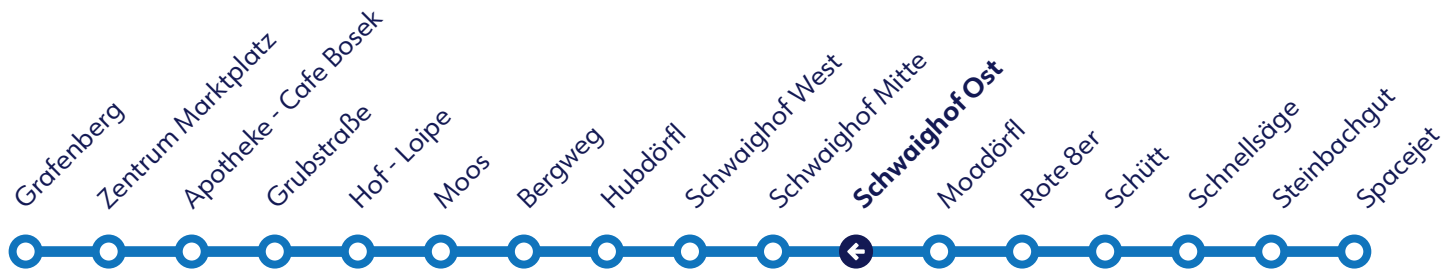 Grafenberg
Zentrum Marktplatz
Apotheke - Cafe Bosek
Grubstraße
Hof - Loipe
Moos
Bergweg
Hubdörfl
Schwaighof West
Schwaighof Mitte
Schwaighof Ost
Moadörfl
Rote 8er
Schütt
Schnellsäge
Steinbachgut
Spacejet